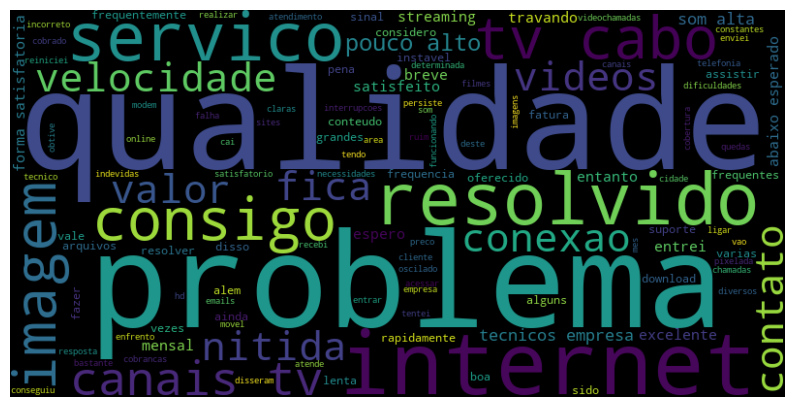 incorreto frequentemente realizar atendimento sinal streaming travando videochamadas som alta
servico cobrado considero tv cabo constantes enviei
reiniciei pouco alto instavel determinada canais telefonia
forma satisfatoria velocidade pena breve filmes videos assistir dificuldades abaixo esperado
satisfeito
modem claras interrupcoes persiste
qualidade
obtive online falha sites conteudo grandes som area funcionando imagens fatura cobertura quedas
cai ruas deste
tecnico indevidas satisfatorio tendo necessidades frequencia oferecido entanto cidade frequentes
imagem valor fica resolvido
vale consigo recebi espero conexao suporte ligar contato
arquivos resolver disso entrei mes varias vao
preco pixelada
problema
hd cliente oscilado download chamadas
fazer alem emails entrar acessar empresa alguns diversos
ainda movel tentei
enfrento vezes
resposta mensal nitida rapidamente tecnicos empresa excelente
bastante cobrancas atende internet
conseguiu canais tv disseram lenta boa sido